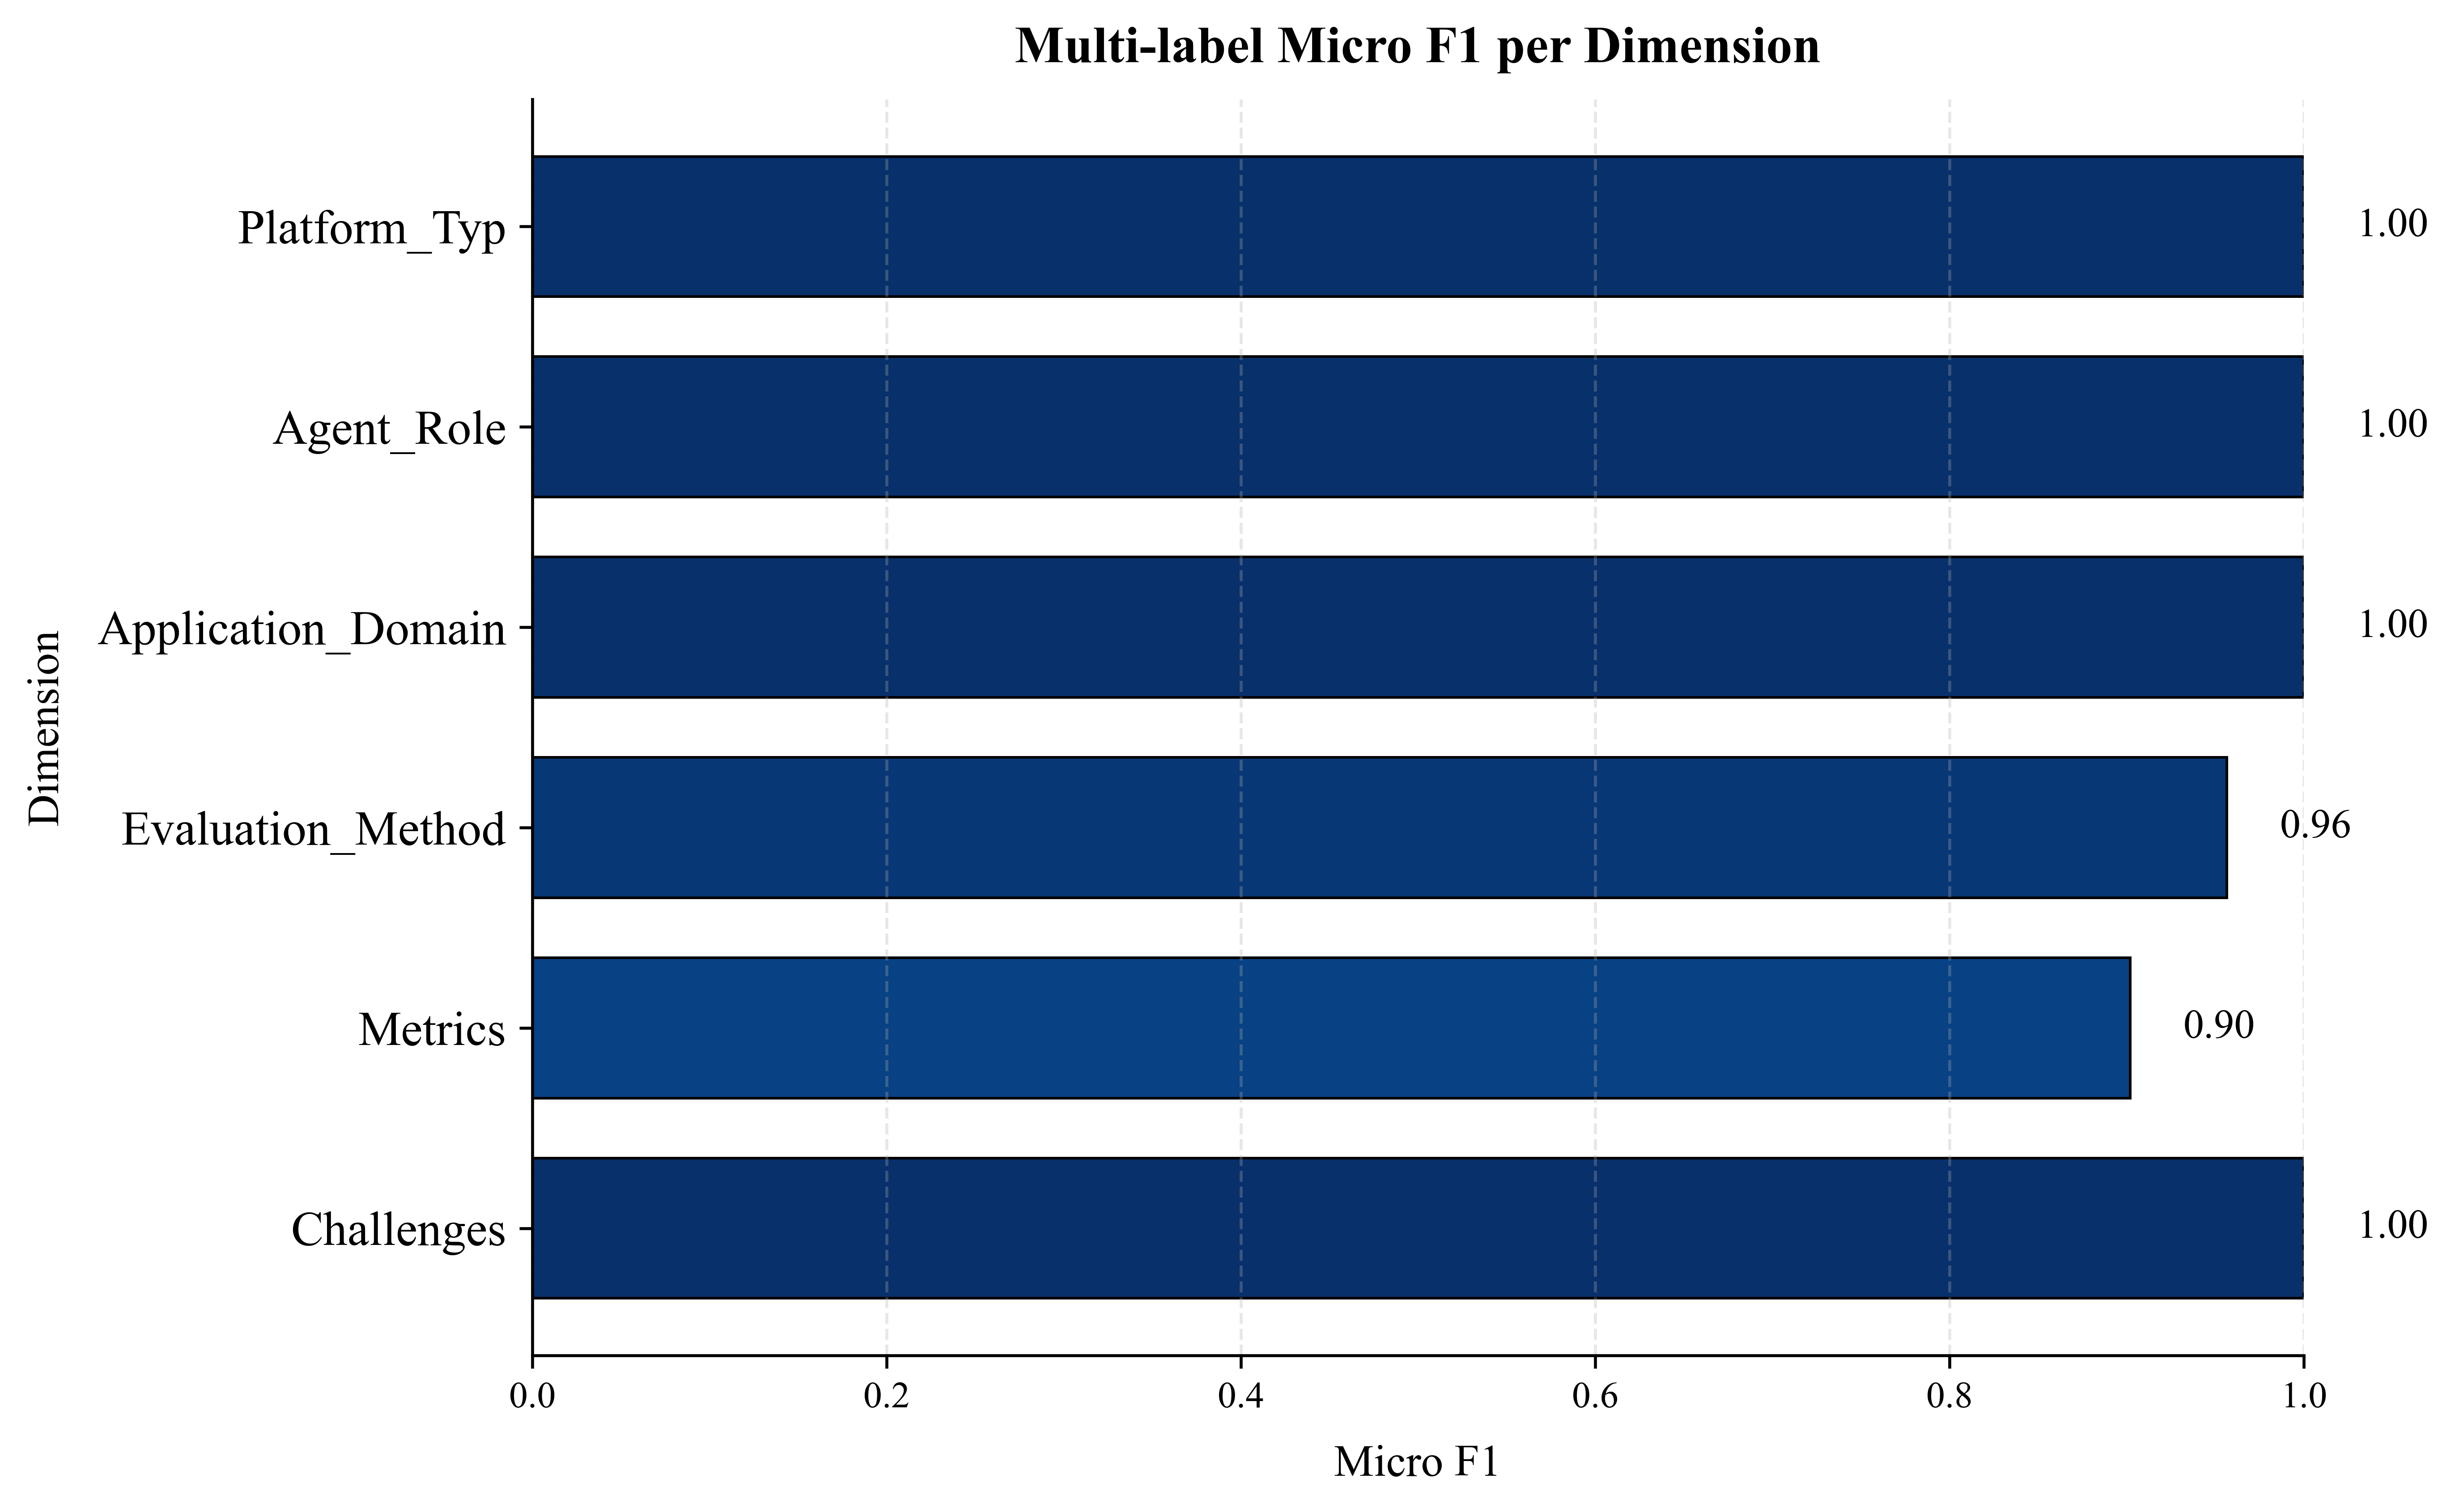 Multi-label Micro F1 per Dimension
Dimension
Platform_Typ 1.00
Agent_Role 1.00
Application_Domain 1.00
Evaluation_Method 0.96
Metrics 0.90
Challenges 1.00
0.0 0.2 0.4 0.6 0.8 1.0
Micro F1